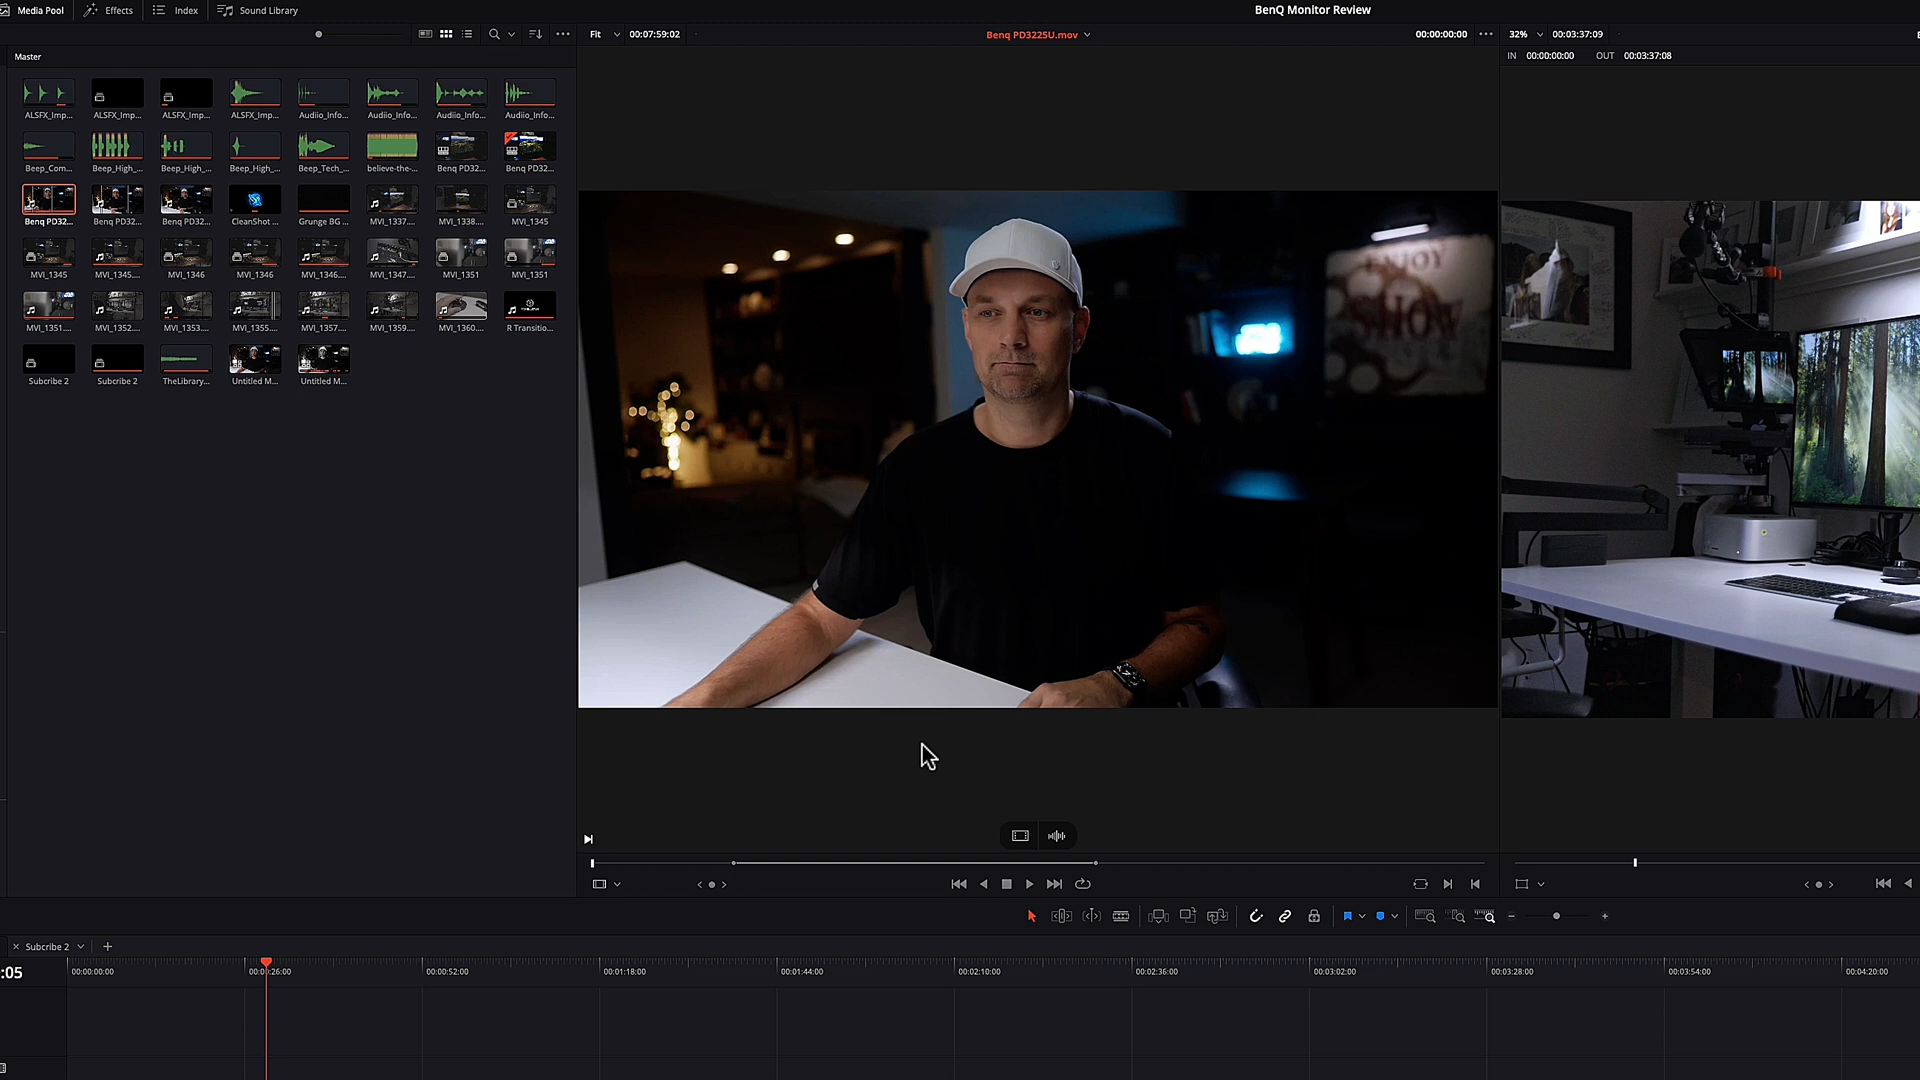 Media Pool Effects Index Sound Library BenQ Monitor Review
Fit 00:07:59:02 Benq PD3225U.mov 00:00:00:00 32% 00:03:37:09
Master IN 00:00:00:00 OUT 00:03:37:08
ALSFX_Imp... ALSFX_Imp... ALSFX_Imp... ALSFX_Imp... Audiio_Info... Audiio_Info... Audiio_Info... Audiio_Info...
Beep_Com... Beep_High_... Beep_High_... Beep_High_... Beep_Tech_... believe-the-... Benq PD32... Benq PD32...
Benq PD32... Benq PD32... Benq PD32... CleanShot ... Grunge BG ... MVI_1337... MVI_1338... MVI_1345
MVI_1345 MVI_1345... MVI_1346 MVI_1346 MVI_1346... MVI_1347... MVI_1351 MVI_1351
MVI_1351... MVI_1352... MVI_1353... MVI_1355... MVI_1357... MVI_1359... MVI_1360... R Transitio...
Subcribe 2 Subcribe 2 TheLibrary... Untitled M... Untitled M...
ENJOY
SHOW
Subcribe 2
:05 00:00:00:00 00:00:26:00 00:00:52:00 00:01:18:00 00:01:44:00 00:02:10:00 00:02:36:00 00:03:02:00 00:03:28:00 00:03:54:00 00:04:20:00